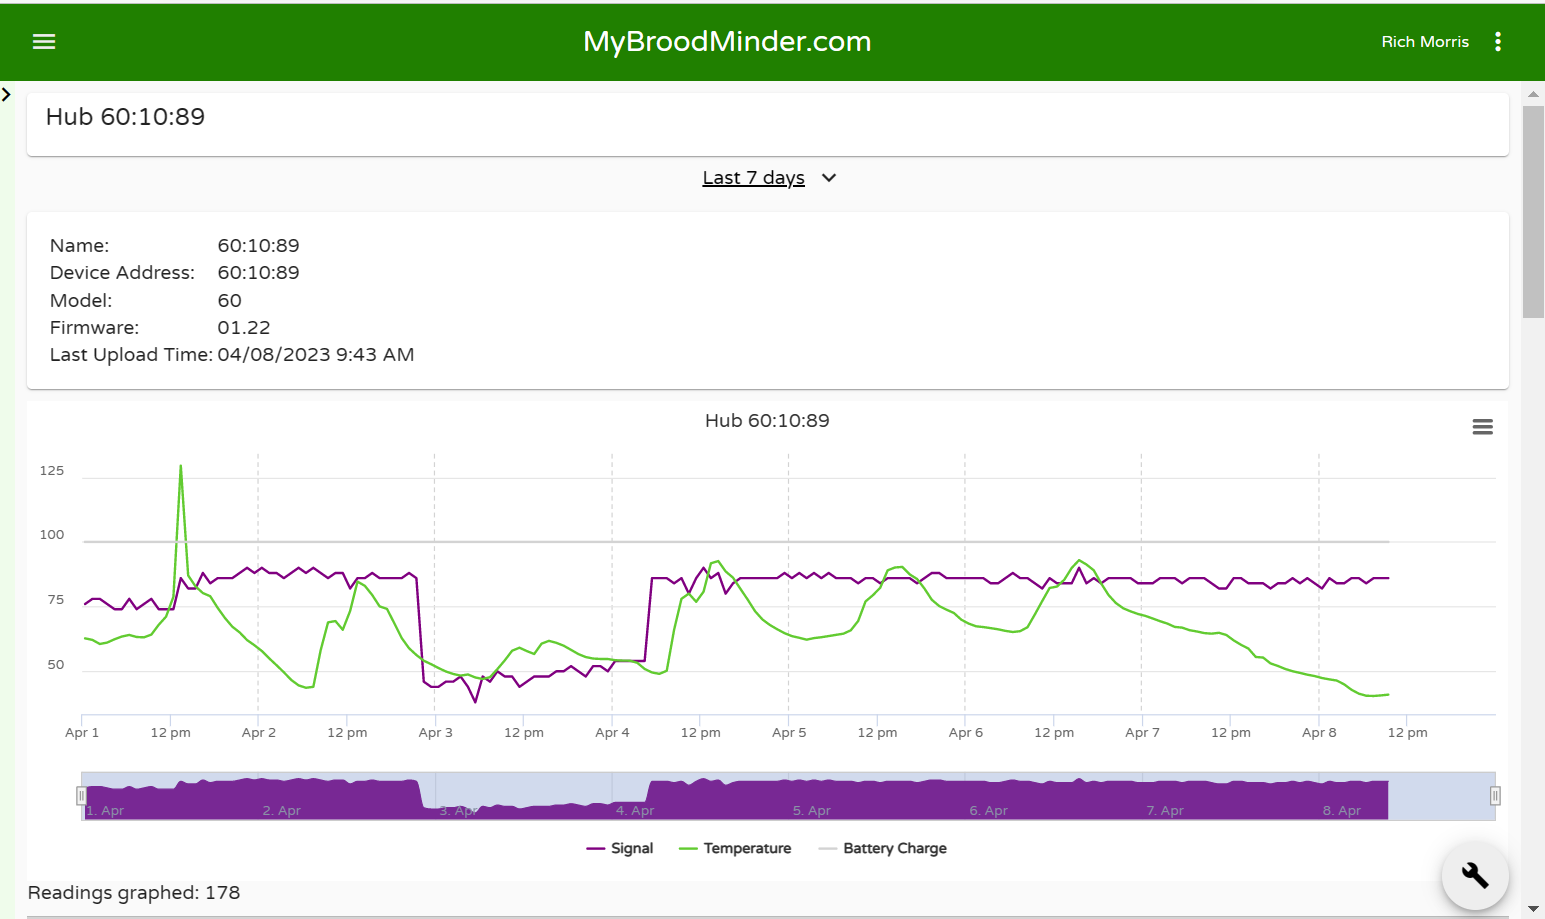 MyBroodMinder.com
Rich Morris
Hub 60:10:89
Last 7 days
Name: 60:10:89
Device Address: 60:10:89
Model: 60
Firmware: 01.22
Last Upload Time: 04/08/2023 9:43 AM
Hub 60:10:89
125
100
75
50
Apr 1 12 pm Apr 2 12 pm Apr 3 12 pm Apr 4 12 pm Apr 5 12 pm Apr 6 12 pm Apr 7 12 pm Apr 8 12 pm
1. Apr 2. Apr 3. Apr 4. Apr 5. Apr 6. Apr 7. Apr 8. Apr
Signal Temperature Battery Charge
Readings graphed: 178